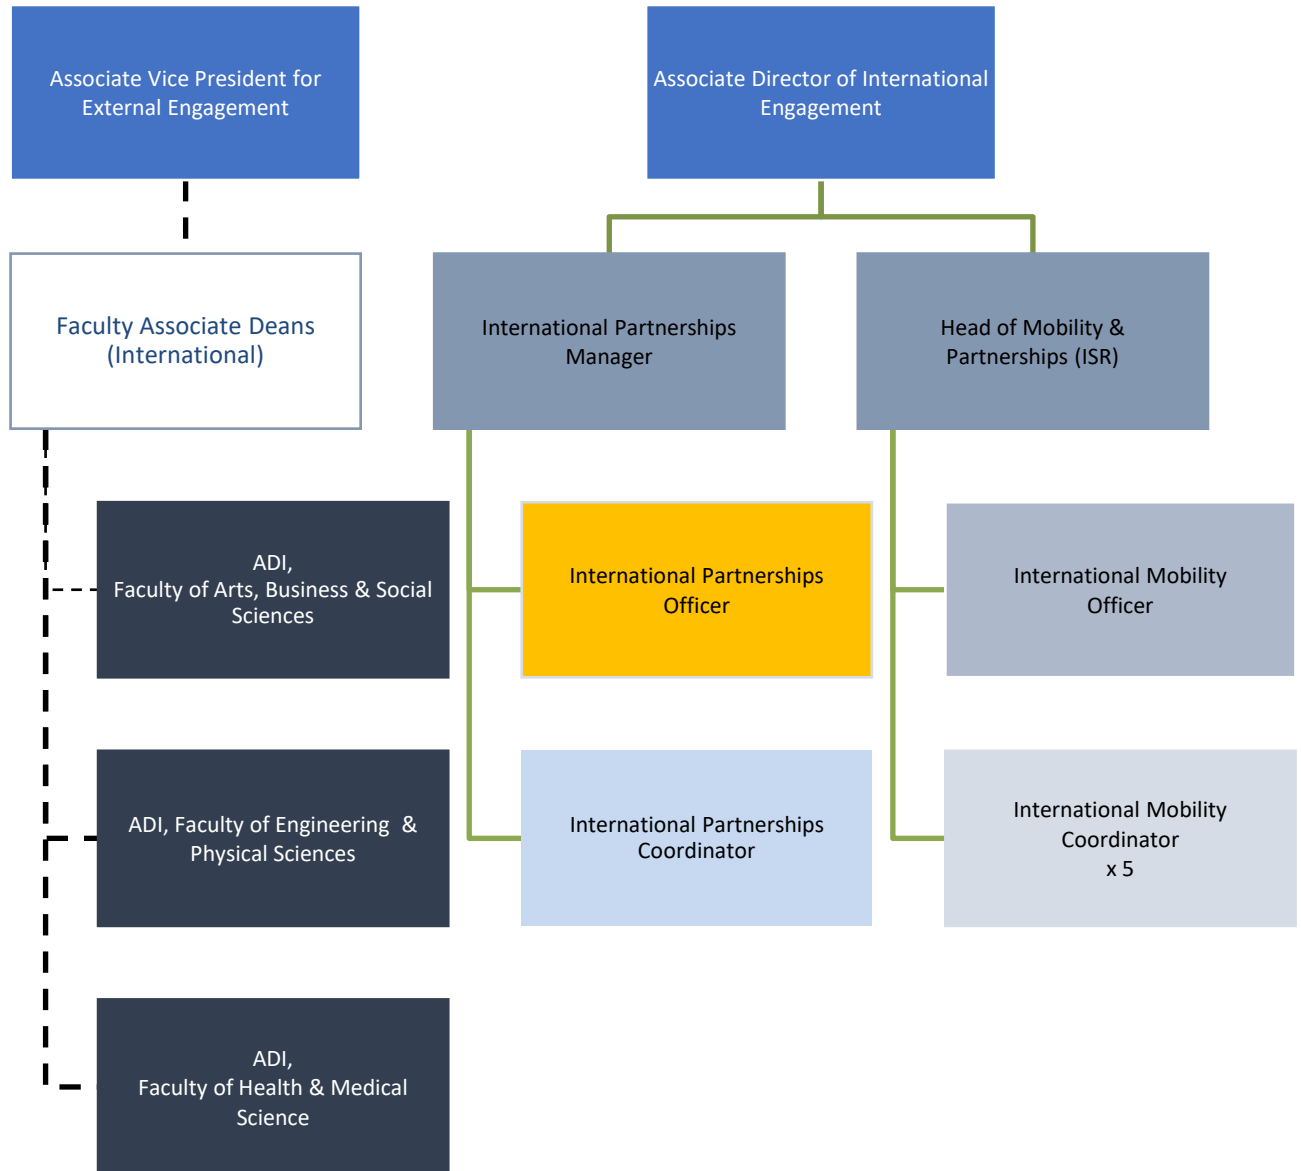 Associate Vice President for
External Engagement
Associate Director of International
Engagement
Faculty Associate Deans
(International)
International Partnerships
Manager
Head of Mobility &
Partnerships (ISR)
ADI,
Faculty of Arts, Business & Social
Sciences
International Partnerships
Officer
International Mobility
Officer
ADI, Faculty of Engineering &
Physical Sciences
International Partnerships
Coordinator
International Mobility
Coordinator
x 5
ADI,
Faculty of Health & Medical
Science